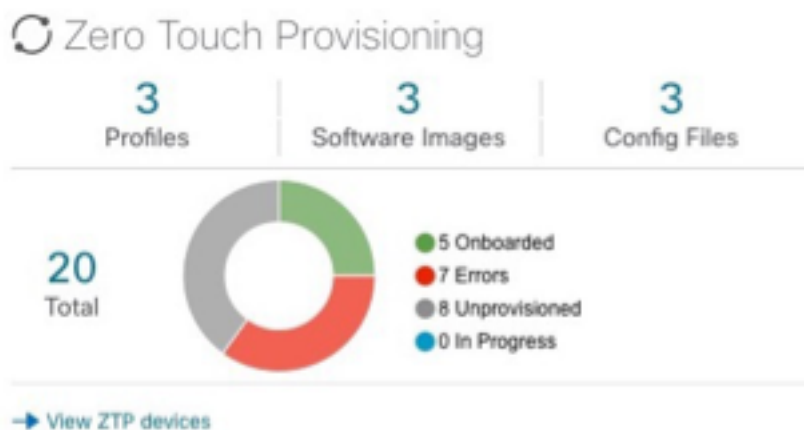 Zero Touch Provisioning
3 3 3
Profiles Software Images Config Files
20
Total
5 Onboarded
7 Errors
8 Unprovisioned
0 In Progress
View ZTP devices